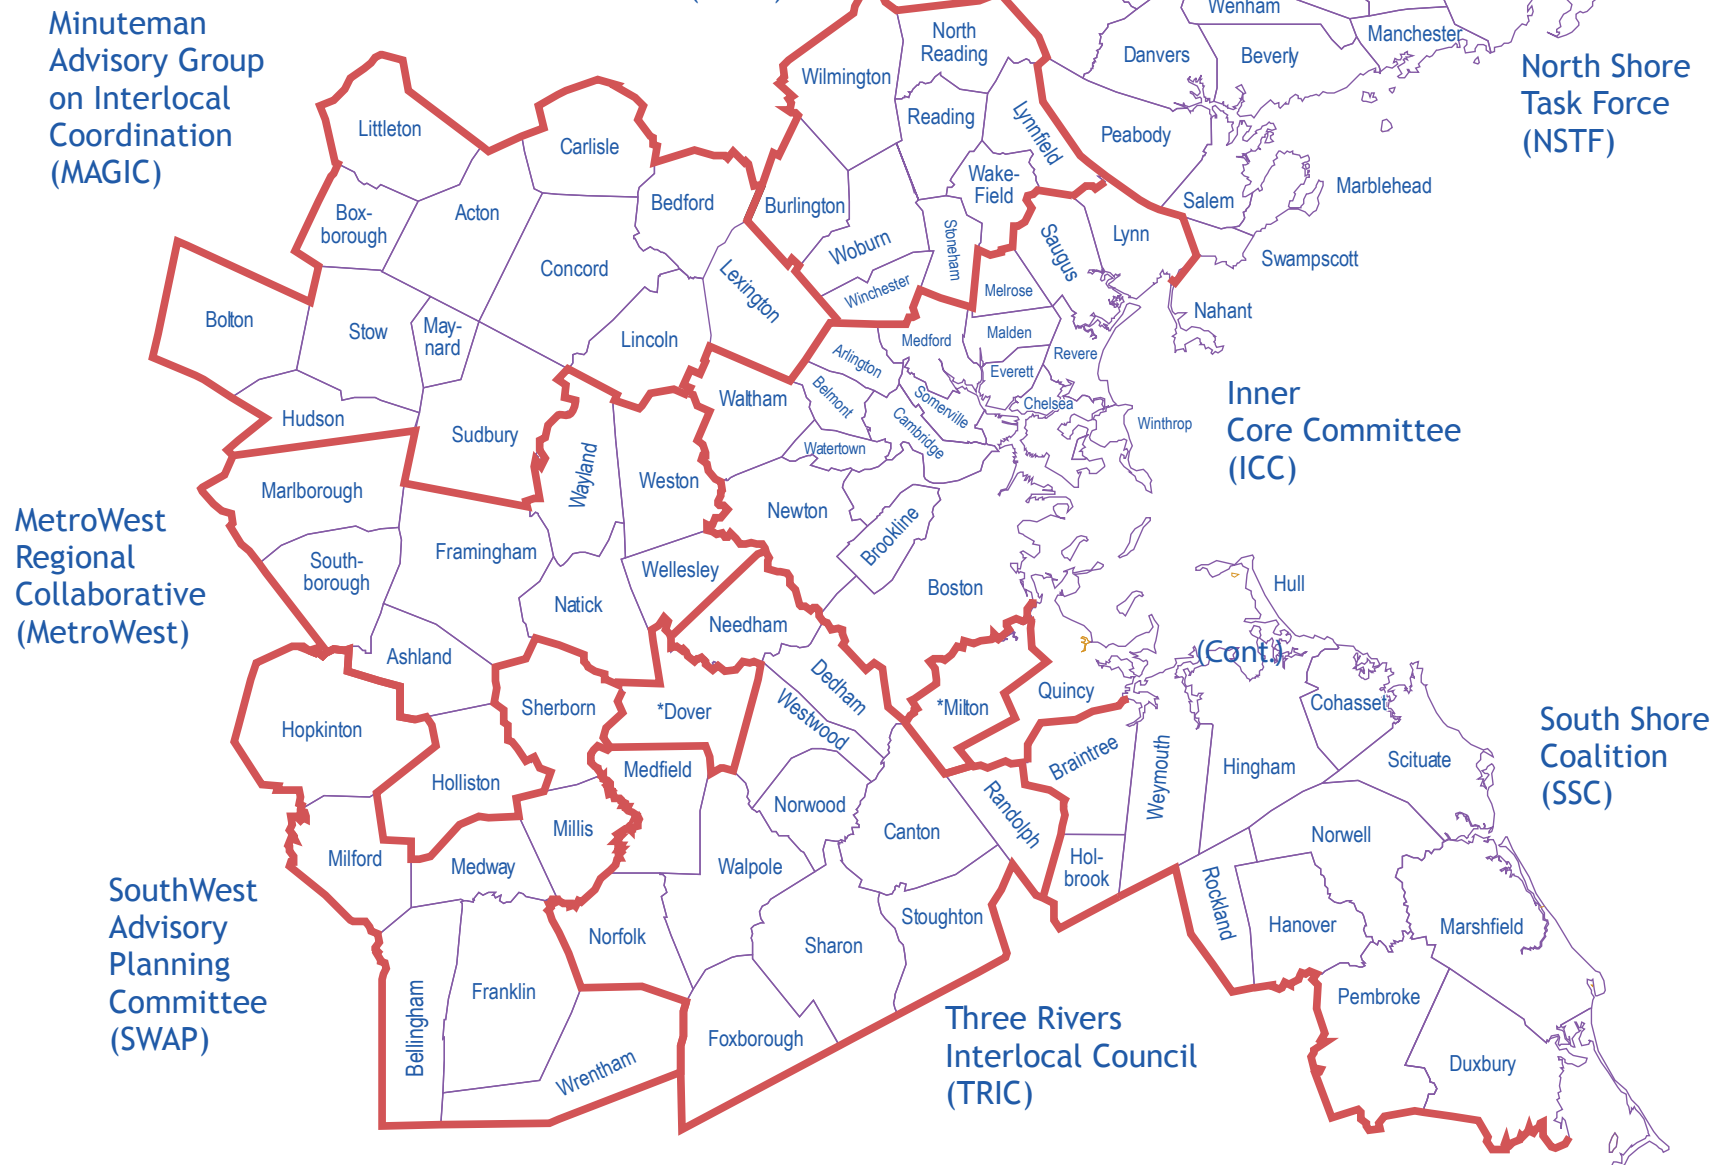 Minuteman
Advisory Group
on Interlocal
Coordination
(MAGIC)
Wenham
Manchester
Danvers
Beverly
North Shore
Task Force
(NSTF)
North
Reading
Wilmington
Reading
Lynnfield
Peabody
Littleton
Carlisle
Wake-
Field
Salem
Marblehead
Box-
borough
Acton
Bedford
Burlington
Woburn
Stoneham
Saugus
Lynn
Swampscott
Concord
Lexington
Winchester
Melrose
Nahant
Bolton
Stow
May-
nard
Lincoln
Arlington
Medford
Malden
Revere
Everett
Hudson
Sudbury
Waltham
Belmont
Somerville
Cambridge
Chelsea
Winthrop
Inner
Core Committee
(ICC)
Wayland
Weston
Watertown
Marlborough
Newton
Brookline
MetroWest
Regional
Collaborative
(MetroWest)
South-
borough
Framingham
Wellesley
Natick
Boston
Hull
Needham
(Cont.)
Ashland
Dedham
Westwood
Quincy
Cohasset
Hopkinton
Sherborn
*Dover
*Milton
South Shore
Coalition
(SSC)
Holliston
Medfield
Braintree
Weymouth
Hingham
Scituate
Norwood
Randolph
Millis
Canton
Norwell
Milford
Medway
Walpole
Hol-
brook
SouthWest
Advisory
Planning
Committee
(SWAP)
Rockland
Hanover
Marshfield
Norfolk
Sharon
Stoughton
Bellingham
Franklin
Pembroke
Foxborough
Three Rivers
Interlocal Council
(TRIC)
Wrentham
Duxbury